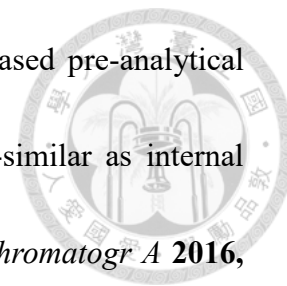 ased pre-analytical
-similar as internal
hromatogr A 2016,